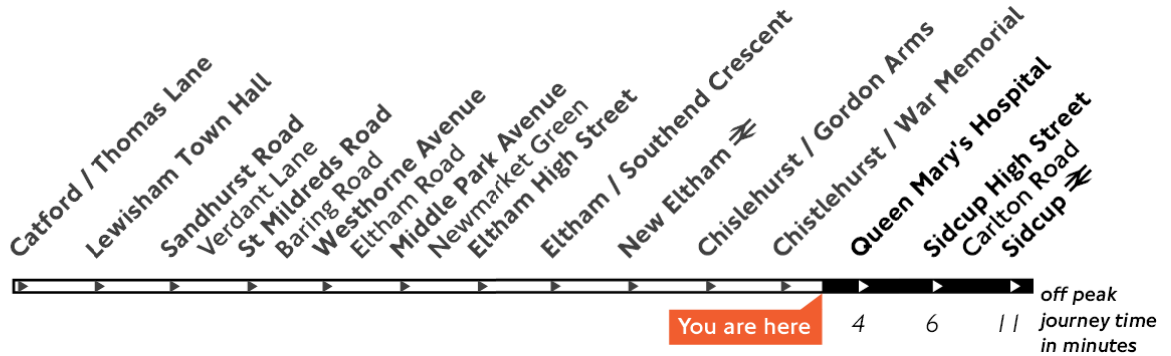 Catford / Thomas Lane
Lewisham Town Hall
Sandhurst Road
Verdant Lane
St Mildreds Road
Baring Road
Westhorne Avenue
Eltham Road
Middle Park Avenue
Newmarket Green
Eltham High Street
Eltham / Southend Crescent
New Eltham
Chislehurst / Gordon Arms
Chistlehurst / War Memorial
Queen Mary's Hospital
Sidcup High Street
Carlton Road
Sidcup
You are here
4 6 11
off peak
journey time
in minutes